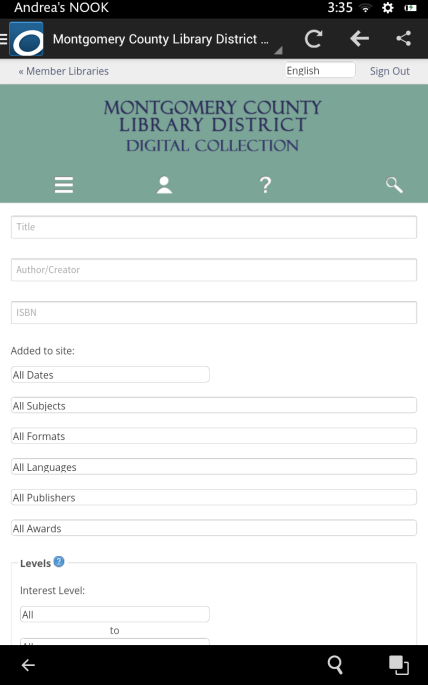 Andrea's NOOK
3:35
Montgomery County Library District ...
« Member Libraries
English
Sign Out
MONTGOMERY COUNTY
LIBRARY DISTRICT
DIGITAL COLLECTION
?
Title
Author/Creator
ISBN
Added to site:
All Dates
All Subjects
All Formats
All Languages
All Publishers
All Awards
Levels ?
Interest Level:
All
to